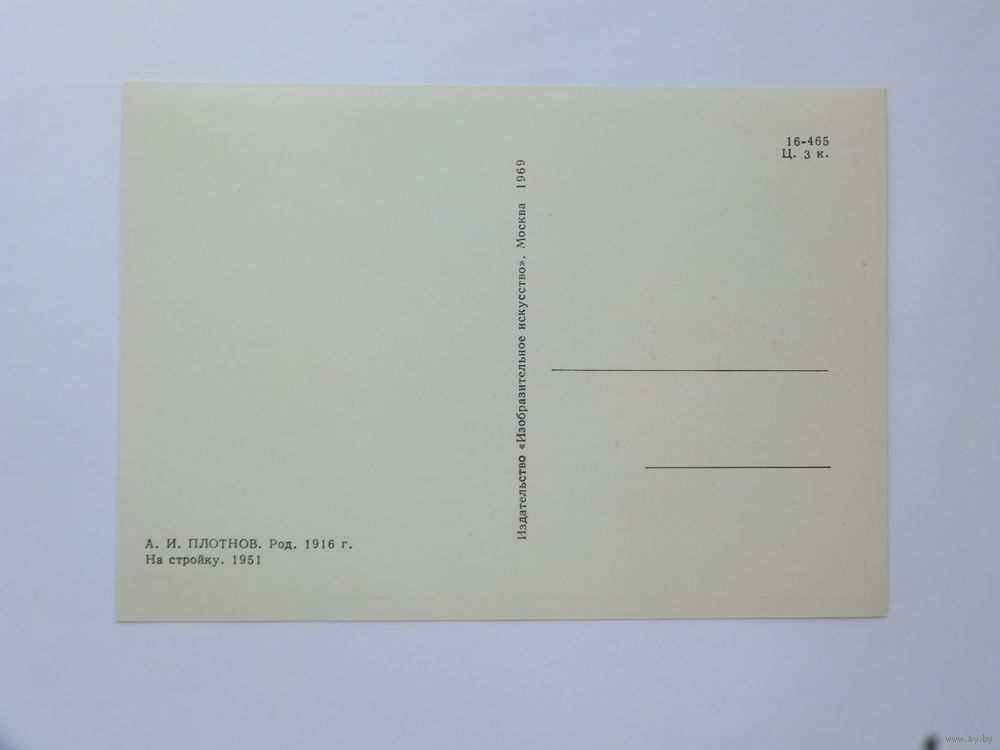 16-465
Ц. 3 к.
Издательство «Изобразительное искусство». Москва 1969
А. И. ПЛОТНОВ. Род. 1916 г.
На стройку. 1951
www.ay.by